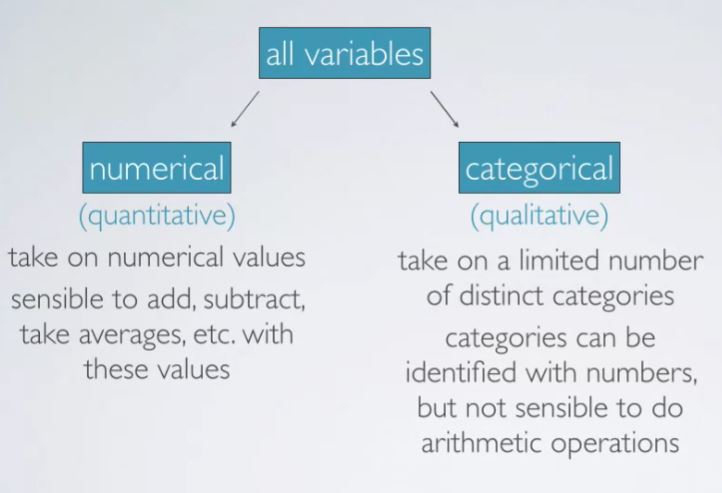 all variables
numerical
(quantitative)
take on numerical values
sensible to add, subtract,
take averages, etc. with
these values
categorical
(qualitative)
take on a limited number
of distinct categories
categories can be
identified with numbers,
but not sensible to do
arithmetic operations